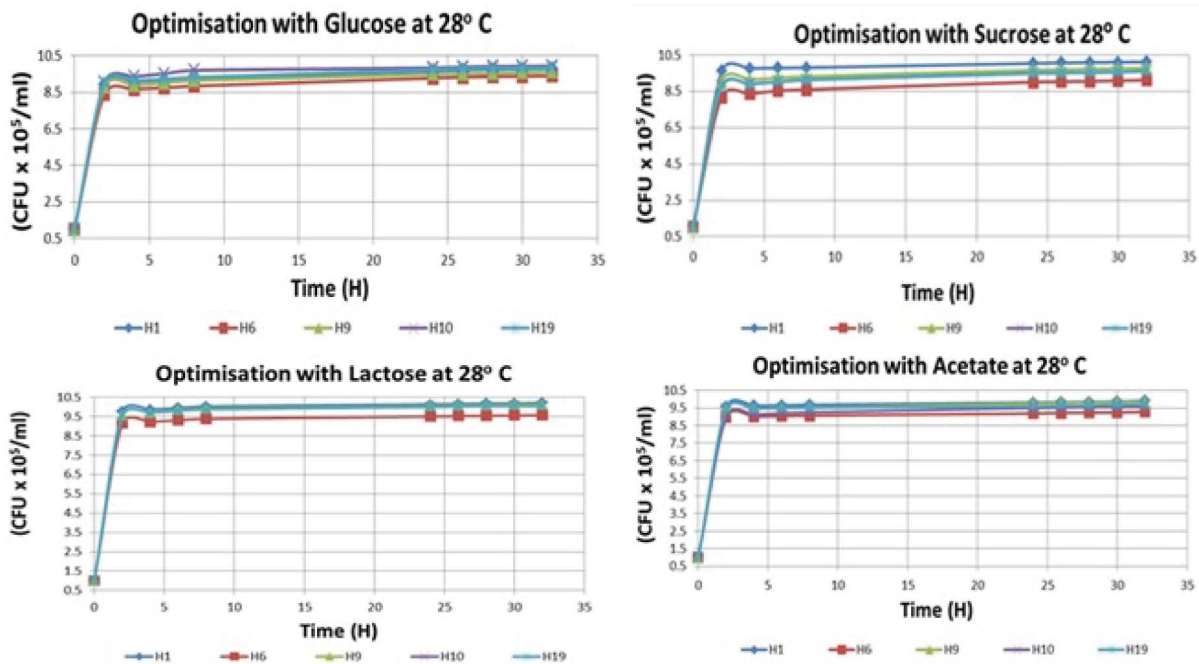 Optimisation with Glucose at 28º C
(CFU x 10⁵/ml)
10.5
8.5
6.5
4.5
2.5
0.5
0 5 10 15 20 25 30 35
Time (H)
H1 H6 H9 H10 H19
Optimisation with Sucrose at 28º C
(CFU x 10⁵/ml)
10.5
8.5
6.5
4.5
2.5
0.5
0 5 10 15 20 25 30 35
Time (H)
H1 H6 H9 H10 H19
Optimisation with Lactose at 28º C
(CFU x 10⁵/ml)
10.5
9.5
8.5
7.5
6.5
5.5
4.5
3.5
2.5
1.5
0.5
0 5 10 15 20 25 30 35
Time (H)
H1 H6 H9 H10 H19
Optimisation with Acetate at 28º C
(CFU x 10⁵/ml)
10.5
9.5
8.5
7.5
6.5
5.5
4.5
3.5
2.5
1.5
0.5
0 5 10 15 20 25 30 35
Time (H)
H1 H6 H9 H10 H19